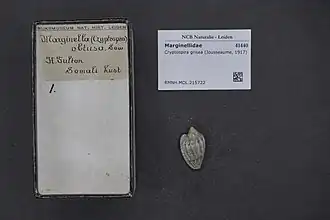 RIJKSMUSEUM NAT. HIST. LEIDEN
Marginella (Cryptospira)
obtusa, Sow
H. Fulton
Somali Kust
1.
NCB Naturalis - Leiden
Marginellidae 41440
Cryptospira grisea (Jousseaume, 1917)
RMNH.MOL.215722